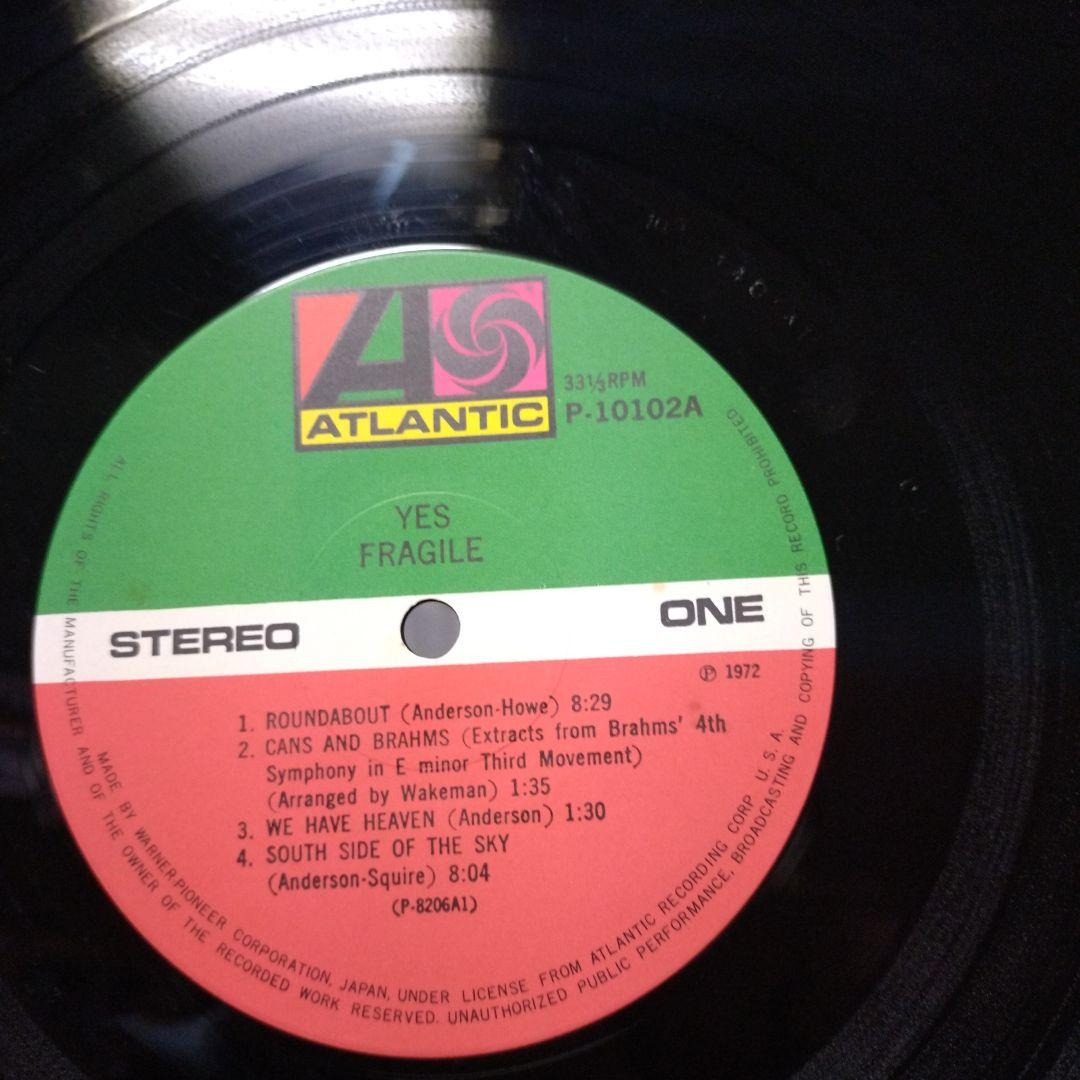 ATLANTIC
33⅓RPM
P-10102A
YES
FRAGILE
STEREO
ONE
Ⓟ 1972
1. ROUNDABOUT (Anderson-Howe) 8:29
2. CANS AND BRAHMS (Extracts from Brahms' 4th
Symphony in E minor Third Movement)
(Arranged by Wakeman) 1:35
3. WE HAVE HEAVEN (Anderson) 1:30
4. SOUTH SIDE OF THE SKY
(Anderson-Squire) 8:04
(P-8206A1)
MADE BY WARNER-PIONEER CORPORATION, JAPAN, UNDER LICENSE FROM ATLANTIC RECORDING CORP. U.S.A.
ALL RIGHTS OF THE MANUFACTURER AND OF THE OWNER OF THE RECORDED WORK RESERVED. UNAUTHORIZED PUBLIC PERFORMANCE, BROADCASTING AND COPYING OF THIS RECORD PROHIBITED